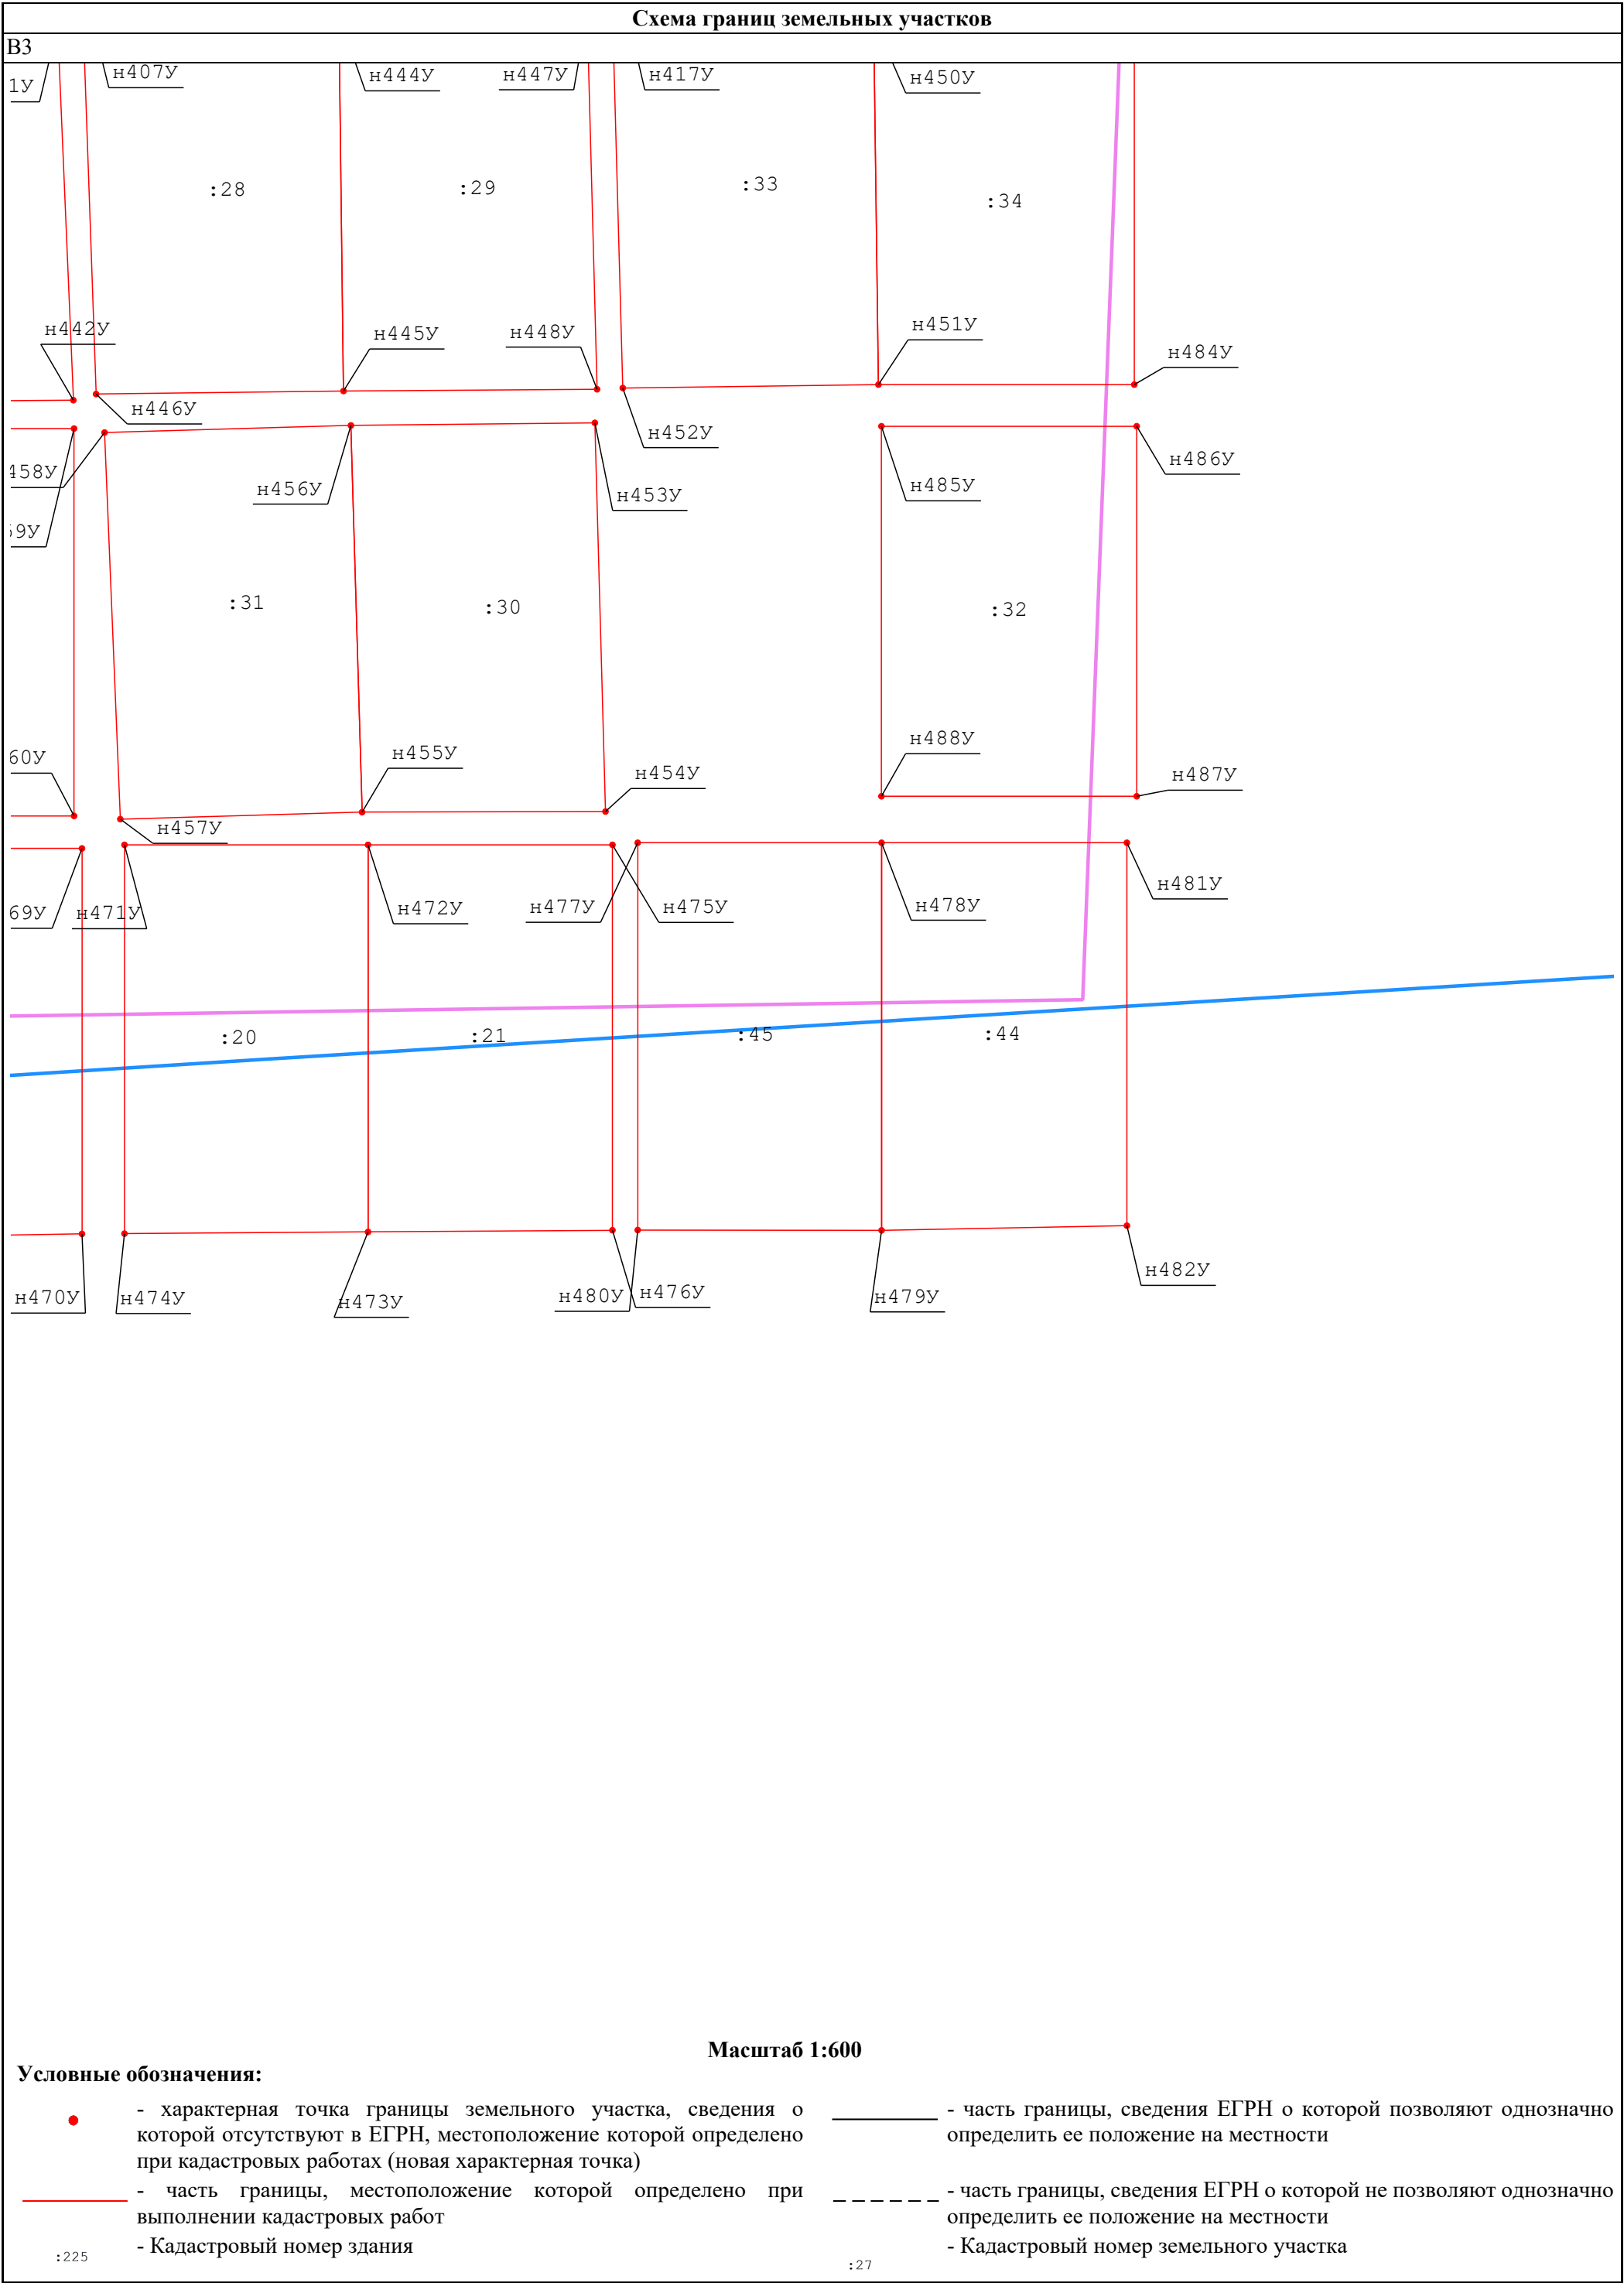 Схема границ земельных участков
В3
1У
н407У
н444У
н447У
н417У
н450У
:28
:29
:33
:34
н442У
н445У
н448У
н451У
н484У
н446У
н452У
458У
н456У
н453У
н485У
н486У
59У
:31
:30
:32
60У
н455У
н454У
н488У
н487У
н457У
69У
н471У
н472У
н477У
н475У
н478У
н481У
:20
:21
:45
:44
н470У
н474У
н473У
н480У
н476У
н479У
н482У
Масштаб 1:600
Условные обозначения:
- характерная точка границы земельного участка, сведения о
которой отсутствуют в ЕГРН, местоположение которой определено
при кадастровых работах (новая характерная точка)
- часть границы, сведения ЕГРН о которой позволяют однозначно
определить ее положение на местности
- часть границы, местоположение которой определено при
выполнении кадастровых работ
- часть границы, сведения ЕГРН о которой не позволяют однозначно
определить ее положение на местности
:225
- Кадастровый номер здания
:27
- Кадастровый номер земельного участка